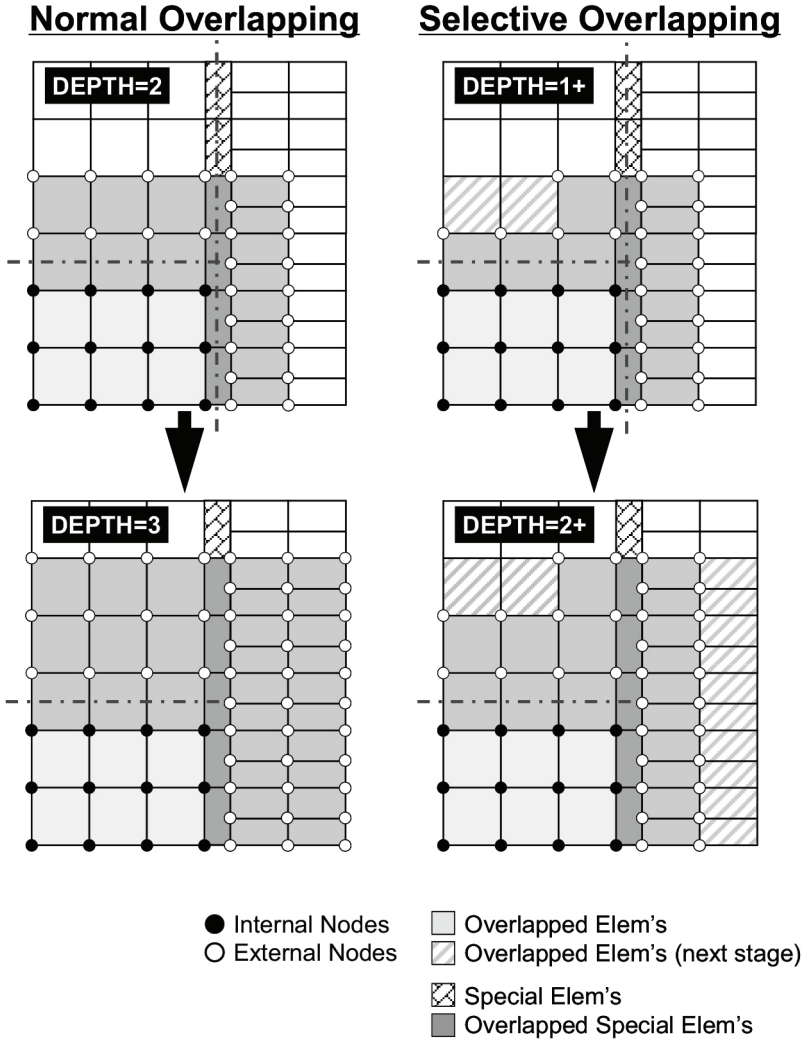 Normal Overlapping
Selective Overlapping
DEPTH=2
DEPTH=1+
DEPTH=3
DEPTH=2+
Internal Nodes
External Nodes
Overlapped Elem's
Overlapped Elem's (next stage)
Special Elem's
Overlapped Special Elem's